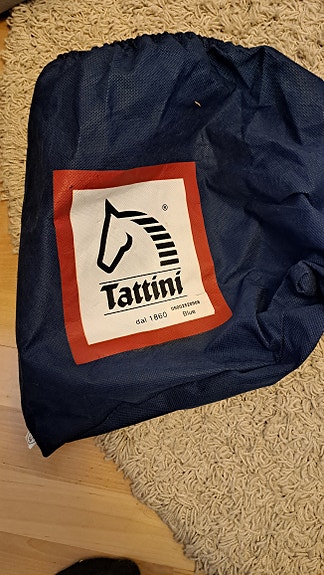 ®
Tattini
dal 1860
Blue